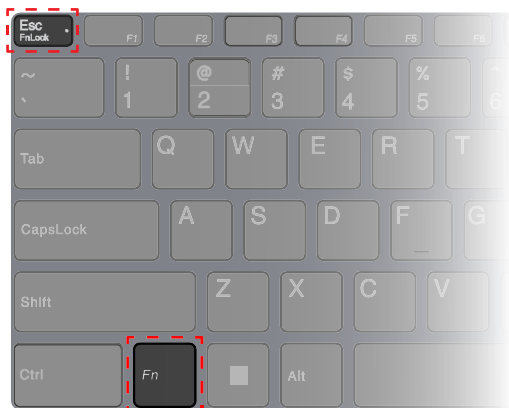 Esc
FnLock
F1
F2
F3
F4
F5
F6
~
`
!
1
@
2
#
3
$
4
%
5
^
6
Tab
Q
W
E
R
T
CapsLock
A
S
D
F
G
Shift
Z
X
C
V
Ctrl
Fn
Alt